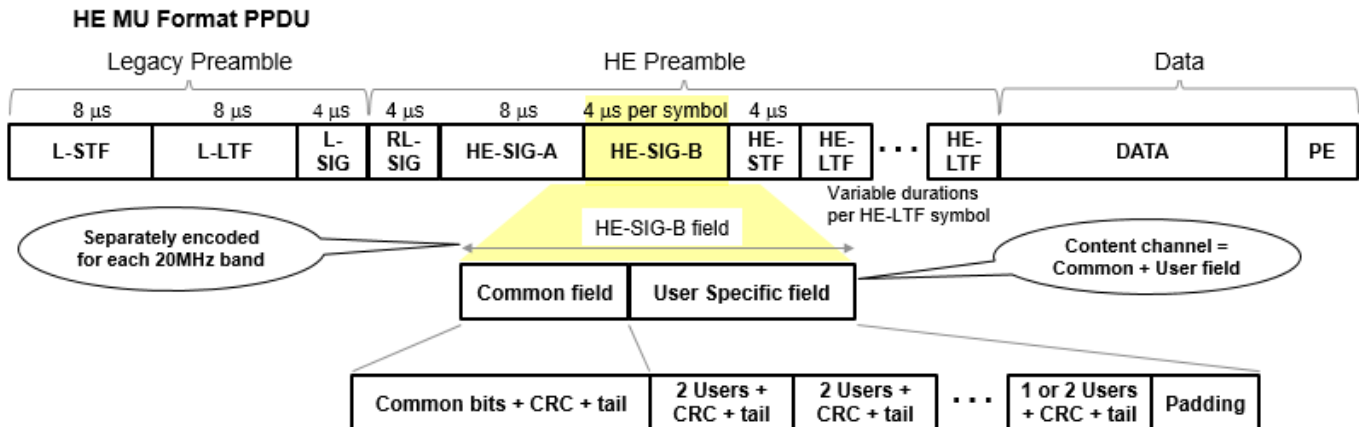 HE MU Format PPDU
Legacy Preamble HE Preamble Data
8 μs 8 μs 4 μs 4 μs 8 μs 4 μs per symbol 4 μs
L-STF L-LTF L-SIG RL-SIG HE-SIG-A HE-SIG-B HE-STF HE-LTF ··· HE-LTF DATA PE
Variable durations
per HE-LTF symbol
HE-SIG-B field
Separately encoded
for each 20MHz band
Content channel =
Common + User field
Common field User Specific field
Common bits + CRC + tail 2 Users + CRC + tail 2 Users + CRC + tail ··· 1 or 2 Users + CRC + tail Padding